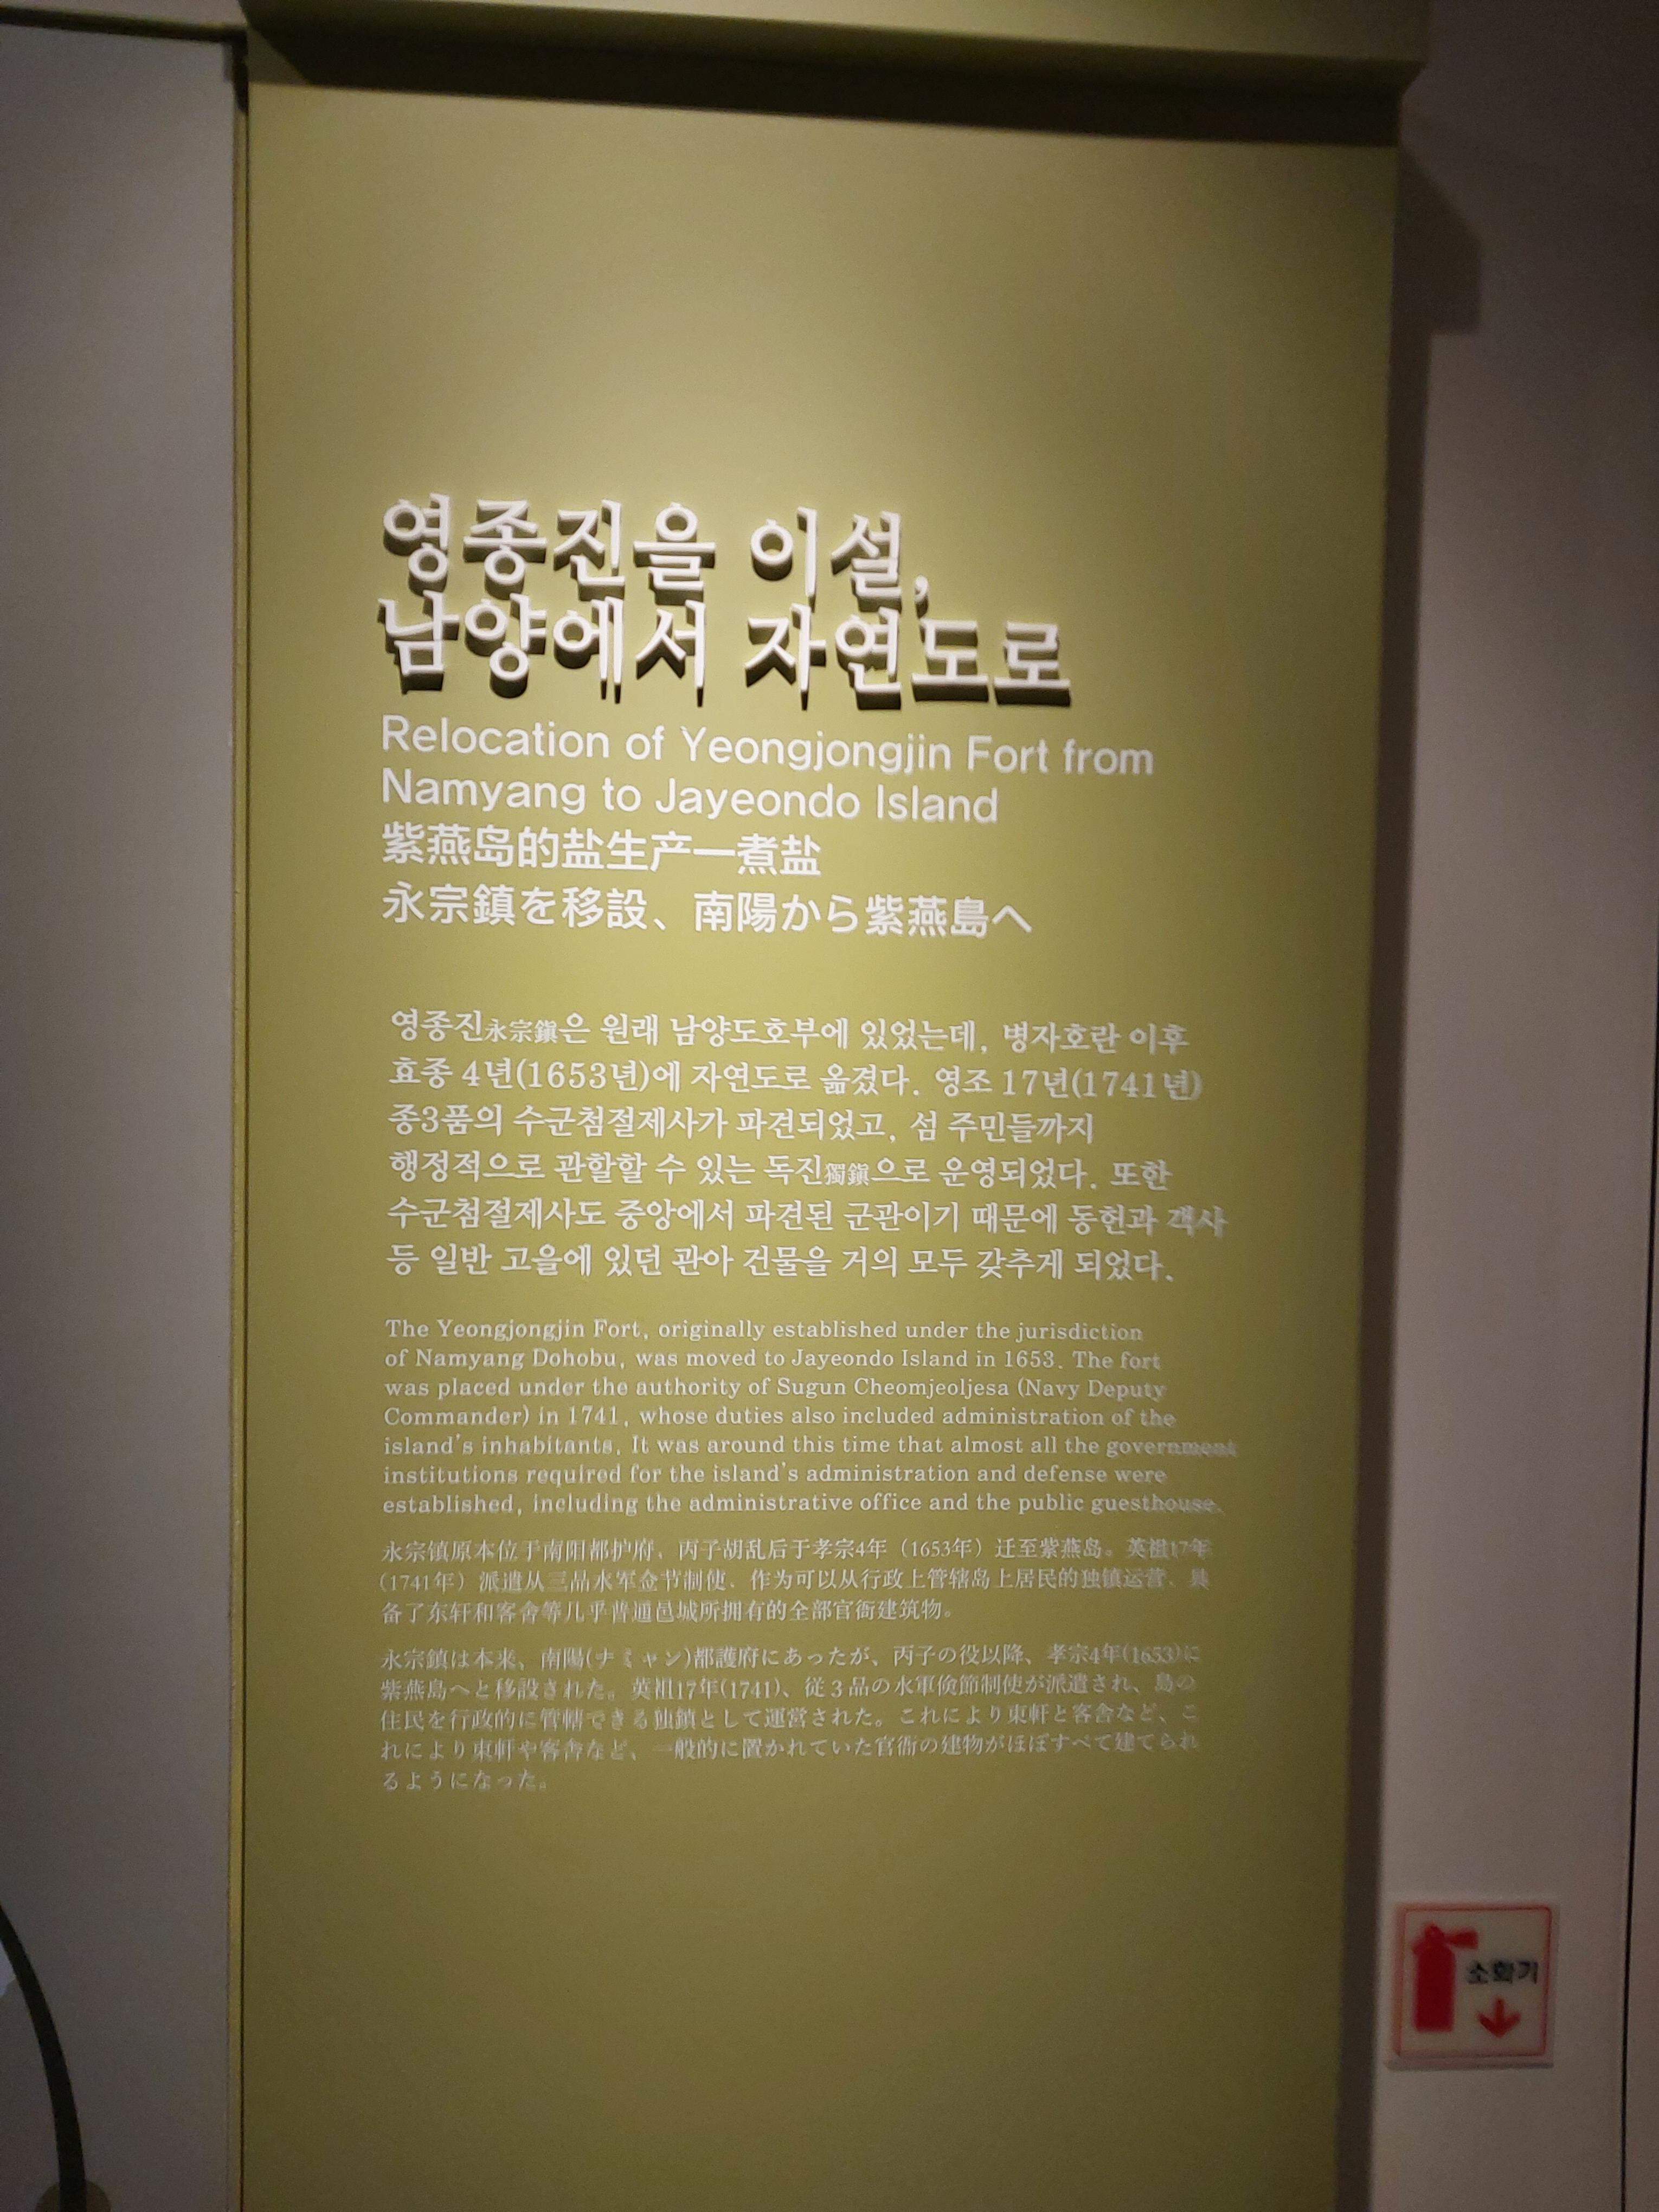 영종진을 이설,
남양에서 자연도로
Relocation of Yeongjongjin Fort from
Namyang to Jayeondo Island
紫燕岛的盐生产一煮盐
永宗鎮を移設、南陽から紫燕島へ
영종진永宗鎭은 원래 남양도호부에 있었는데, 병자호란 이후
효종 4년(1653년)에 자연도로 옮겼다. 영조 17년(1741년)
종3품의 수군첨절제사가 파견되었고, 섬 주민들까지
행정적으로 관할할 수 있는 독진獨鎭으로 운영되었다. 또한
수군첨절제사도 중앙에서 파견된 군관이기 때문에 동헌과 객사
등 일반 고을에 있던 관아 건물을 거의 모두 갖추게 되었다.
The Yeongjongjin Fort, originally established under the jurisdiction
of Namyang Dohobu, was moved to Jayeondo Island in 1653. The fort
was placed under the authority of Sugun Cheomjeoljesa (Navy Deputy
Commander) in 1741, whose duties also included administration of the
island's inhabitants. It was around this time that almost all the government
institutions required for the island's administration and defense were
established, including the administrative office and the public guesthouse.
永宗镇原本位于南阳都护府，丙子胡乱后于孝宗4年（1653年）迁至紫燕岛。英祖17年
（1741年）派遣从三品水军佥节制使，作为可以从行政上管辖岛上居民的独镇运营，具
备了东轩和客舍等几乎普通邑城所拥有的全部官衙建筑物。
永宗鎮は本来、南陽(ナミャン)都護府にあったが、丙子の役以降、孝宗4年(1653)に
紫燕島へと移設された。英祖17年(1741)、従３品の水軍僉節制使が派遣され、島の
住民を行政的に管轄できる独鎮として運営された。これにより東軒と客舎など、こ
れにより東軒や客舎など、一般的に置かれていた官衙の建物がほぼすべて建てられ
るようになった。
소화기